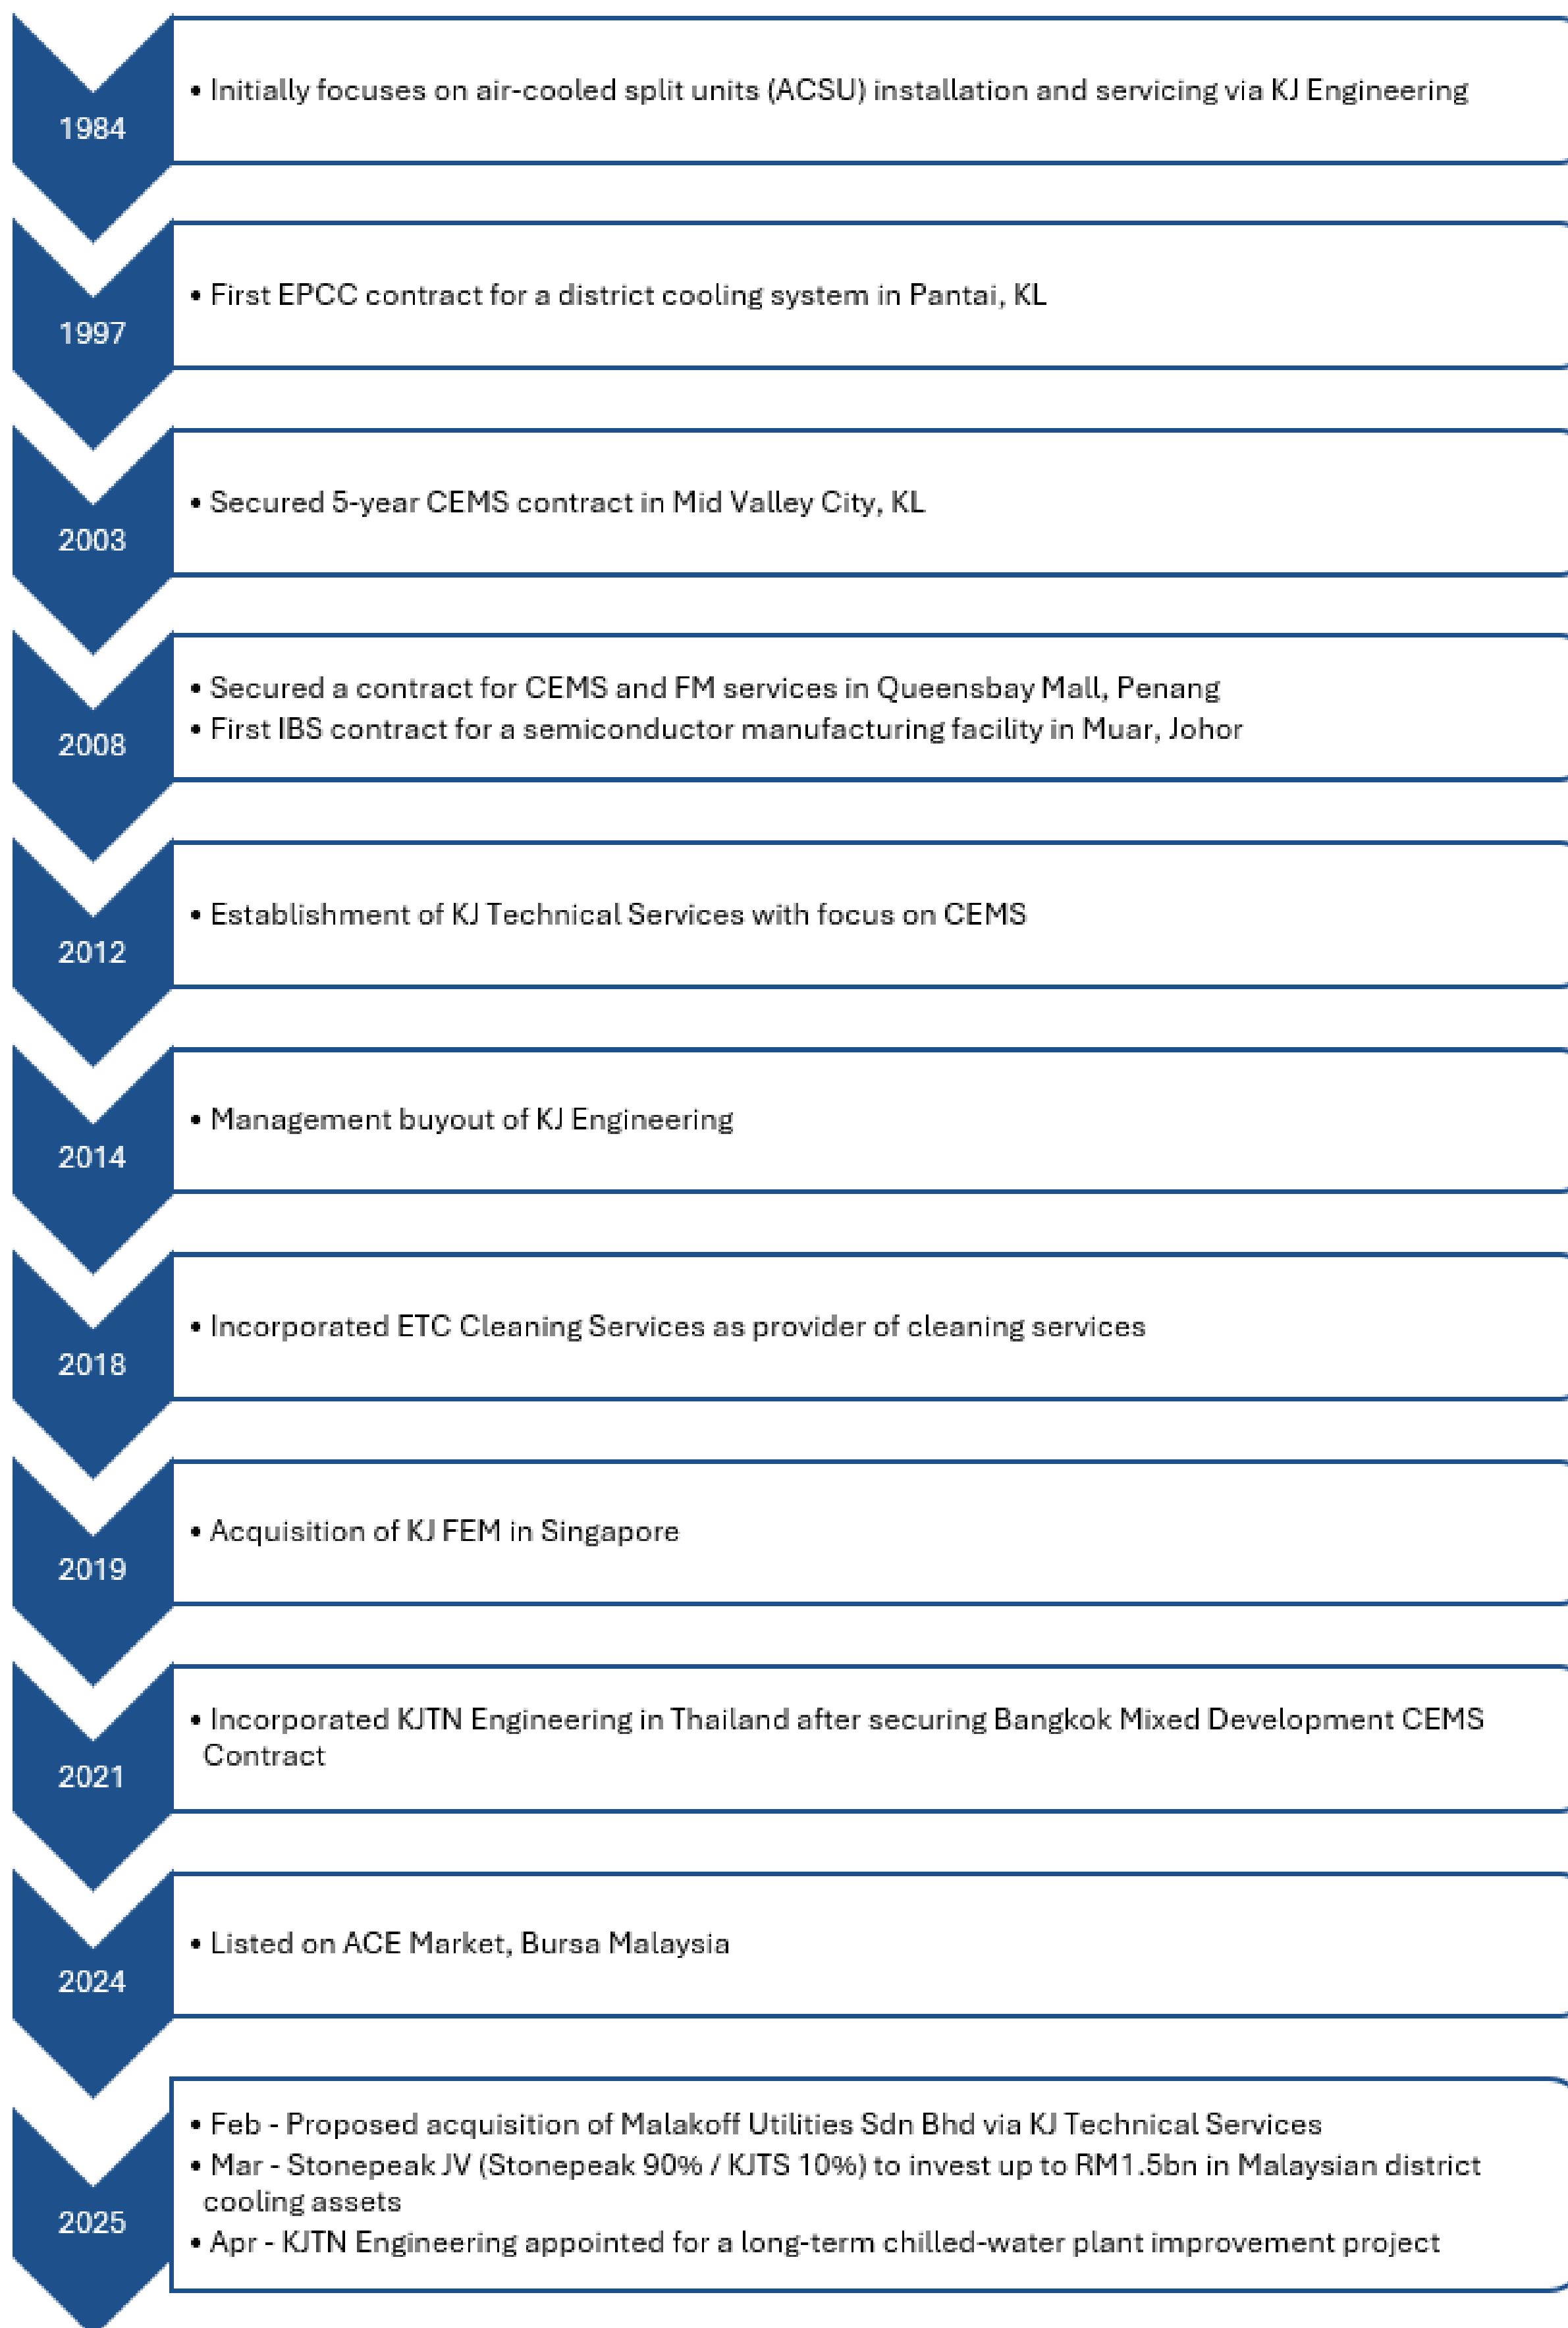 1984
• Initially focuses on air-cooled split units (ACSU) installation and servicing via KJ Engineering
1997
• First EPCC contract for a district cooling system in Pantai, KL
2003
• Secured 5-year CEMS contract in Mid Valley City, KL
2008
• Secured a contract for CEMS and FM services in Queensbay Mall, Penang
• First IBS contract for a semiconductor manufacturing facility in Muar, Johor
2012
• Establishment of KJ Technical Services with focus on CEMS
2014
• Management buyout of KJ Engineering
2018
• Incorporated ETC Cleaning Services as provider of cleaning services
2019
• Acquisition of KJ FEM in Singapore
2021
• Incorporated KJTN Engineering in Thailand after securing Bangkok Mixed Development CEMS
Contract
2024
• Listed on ACE Market, Bursa Malaysia
2025
• Feb - Proposed acquisition of Malakoff Utilities Sdn Bhd via KJ Technical Services
• Mar - Stonepeak JV (Stonepeak 90% / KJTS 10%) to invest up to RM1.5bn in Malaysian district
cooling assets
• Apr - KJTN Engineering appointed for a long-term chilled-water plant improvement project